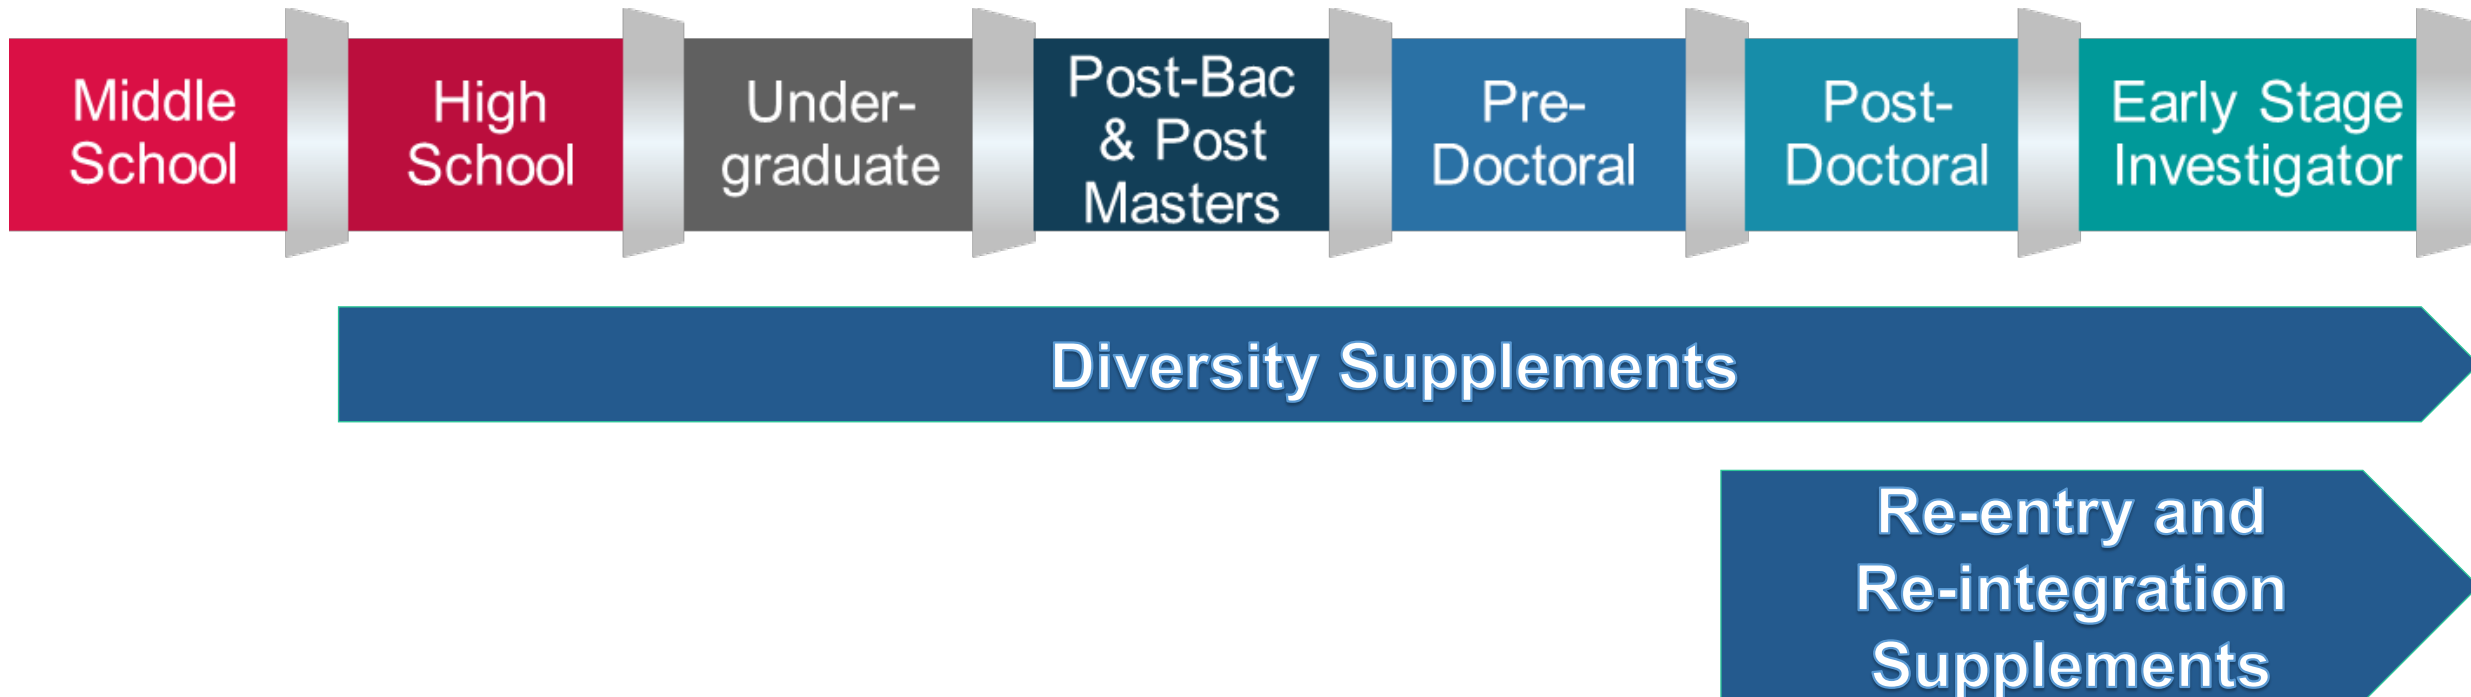 Middle
School
High
School
Under-
graduate
Post-Bac
& Post
Masters
Pre-
Doctoral
Post-
Doctoral
Early Stage
Investigator
Diversity Supplements
Re-entry and
Re-integration
Supplements